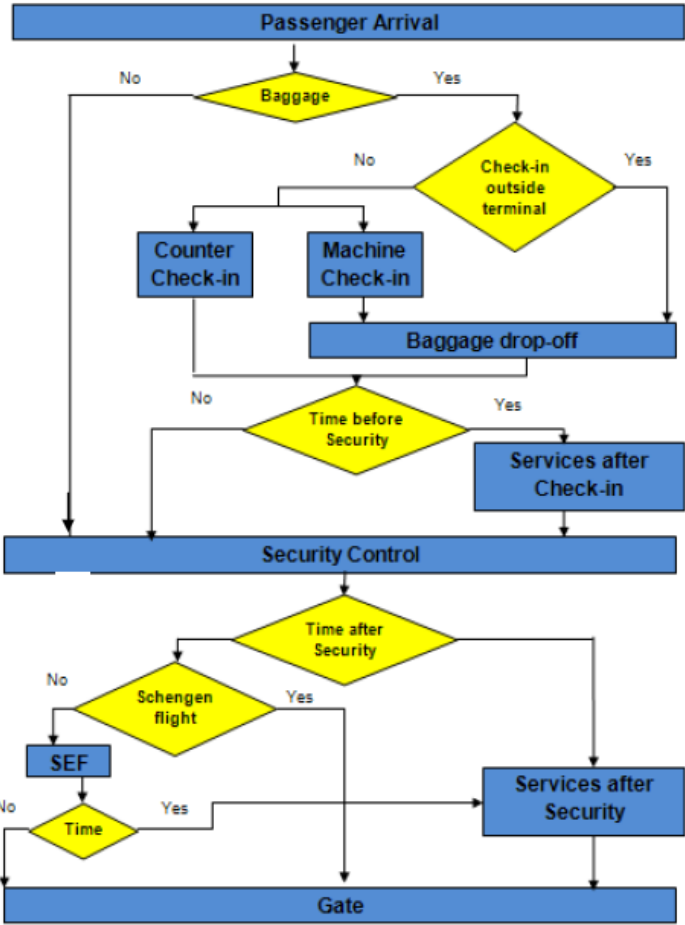 Passenger Arrival
No
Yes
Baggage
No
Check-in
outside
terminal
Yes
Counter
Check-in
Machine
Check-in
Baggage drop-off
No
Time before
Security
Yes
Services after
Check-in
Security Control
Time after
Security
No
Schengen
flight
Yes
SEF
Services after
Security
No
Time
Yes
Gate